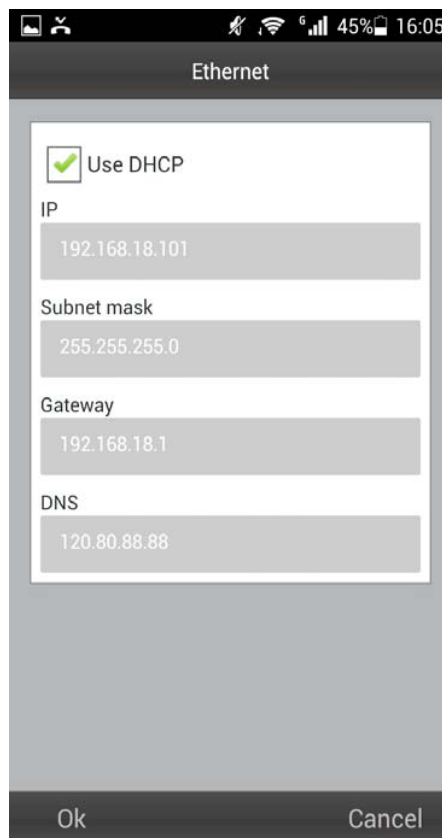 G 45% 16:05
Ethernet
Use DHCP
IP
192.168.18.101
Subnet mask
255.255.255.0
Gateway
192.168.18.1
DNS
120.80.88.88
Ok Cancel